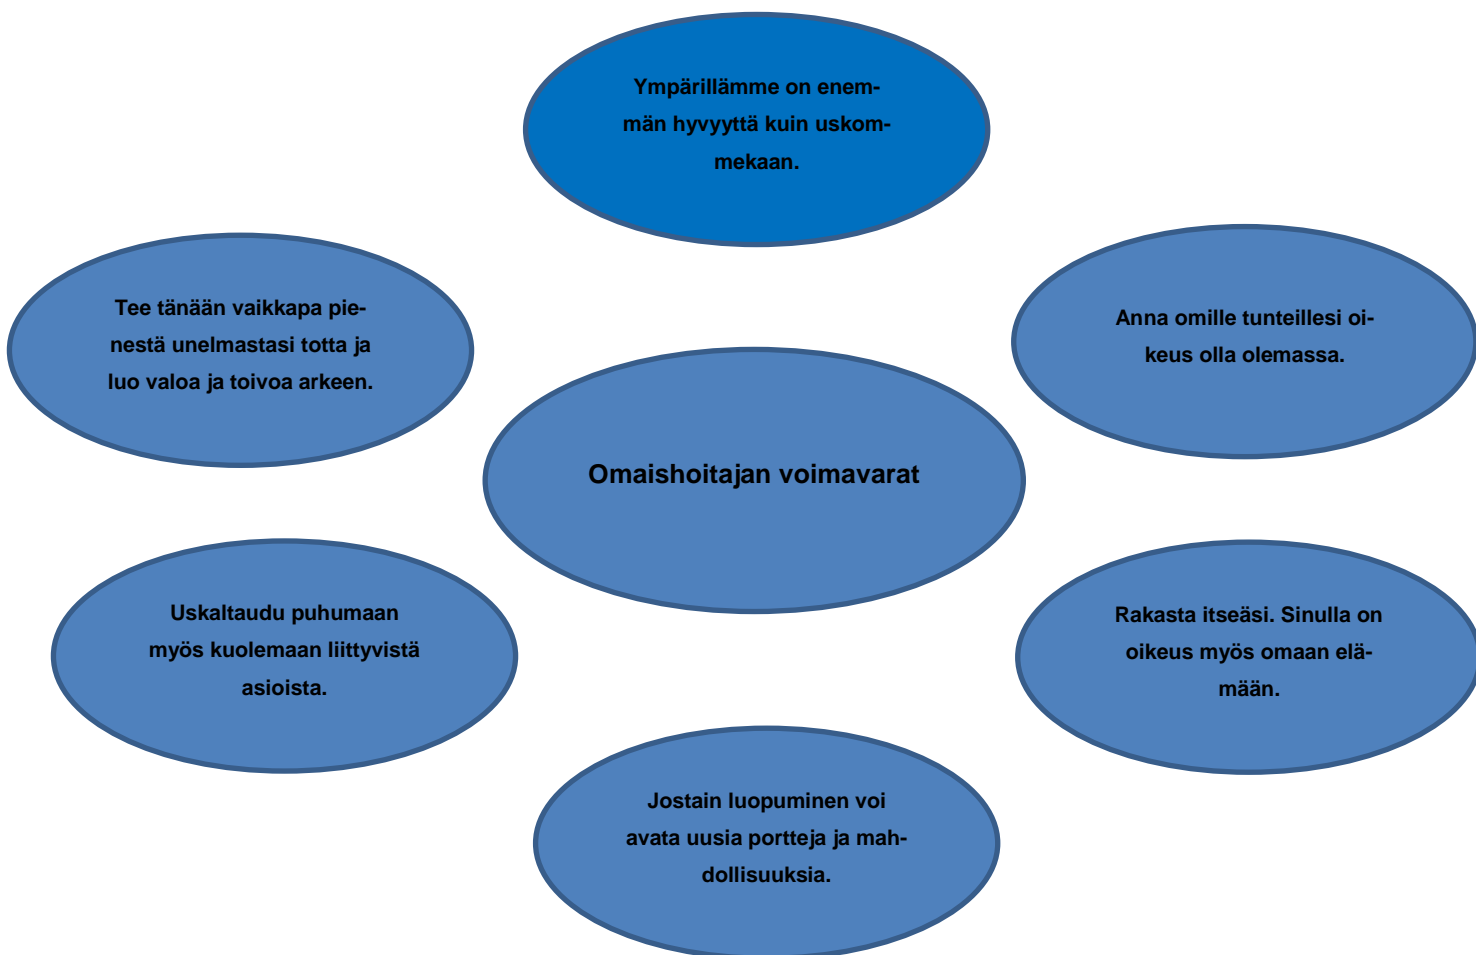 Ympärillämme on enem-
män hyvyyttä kuin uskom-
mekaan.
Tee tänään vaikkapa pie-
nestä unelmastasi totta ja
luo valoa ja toivoa arkeen.
Anna omille tunteillesi oi-
keus olla olemassa.
Omaishoitajan voimavarat
Uskaltaudu puhumaan
myös kuolemaan liittyvistä
asioista.
Rakasta itseäsi. Sinulla on
oikeus myös omaan elä-
mään.
Jostain luopuminen voi
avata uusia portteja ja mah-
dollisuuksia.